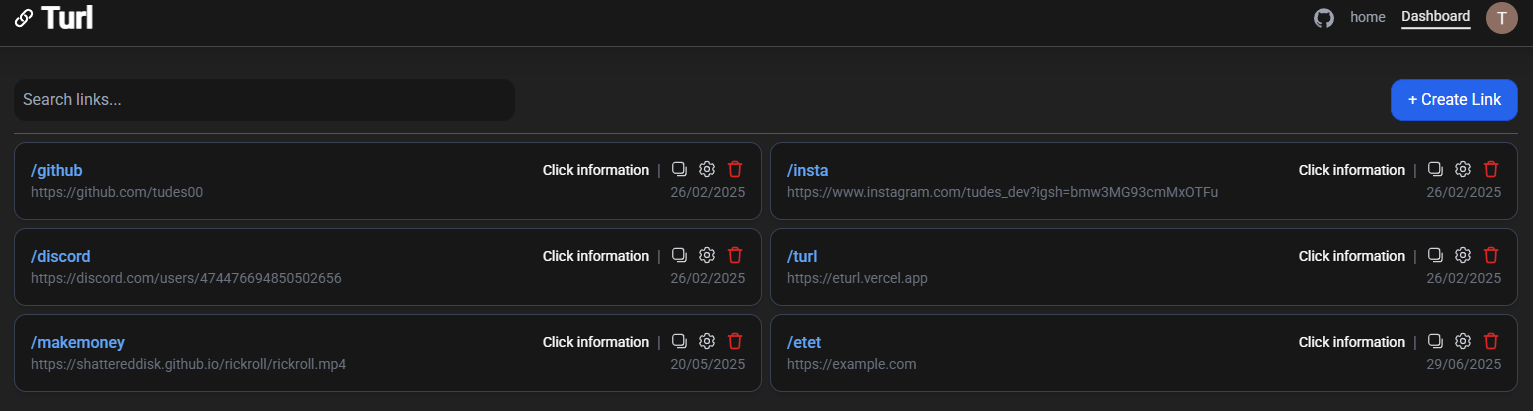 Turl
home Dashboard T
Search links...
+ Create Link
/github Click information |
https://github.com/tudes00 26/02/2025
/insta Click information |
https://www.instagram.com/tudes_dev?igsh=bmw3MG93cmMxOTFu 26/02/2025
/discord Click information |
https://discord.com/users/474476694850502656 26/02/2025
/turl Click information |
https://eturl.vercel.app 26/02/2025
/makemoney Click information |
https://shattereddisk.github.io/rickroll/rickroll.mp4 20/05/2025
/etet Click information |
https://example.com 29/06/2025